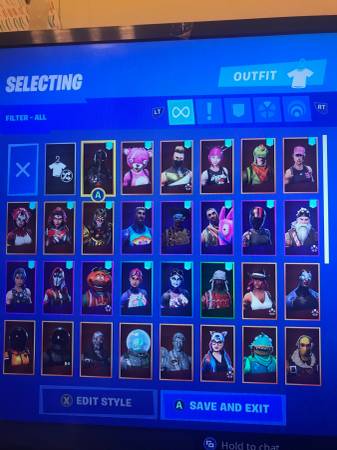 SELECTING
OUTFIT
FILTER - ALL
LT
RT
A
X EDIT STYLE
A SAVE AND EXIT
Hold to chat